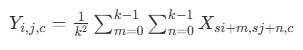 $Y_{i,j,c} = \frac{1}{k^2} \sum_{m=0}^{k-1} \sum_{n=0}^{k-1} X_{si+m,sj+n,c}$